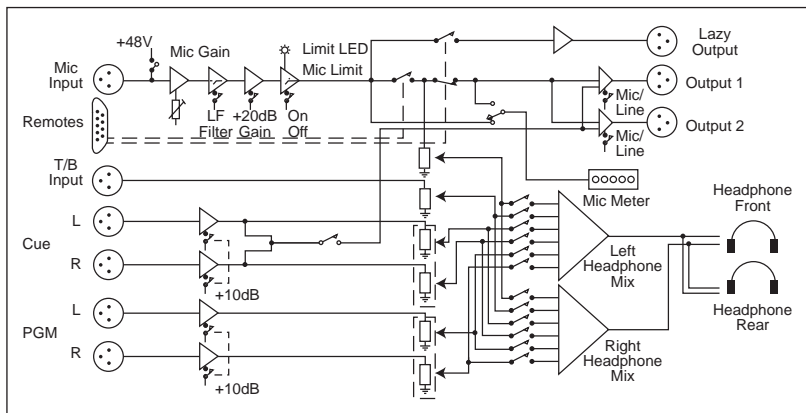 +48V
Mic Gain
Limit LED
Mic Limit
Lazy
Output
Mic
Input
Output 1
Mic/
Line
Remotes
LF
Filter
+20dB
Gain
On
Off
Output 2
Mic/
Line
T/B
Input
Mic Meter
Headphone
Front
L
Cue
R
+10dB
Left
Headphone
Mix
Headphone
Rear
L
PGM
R
+10dB
Right
Headphone
Mix